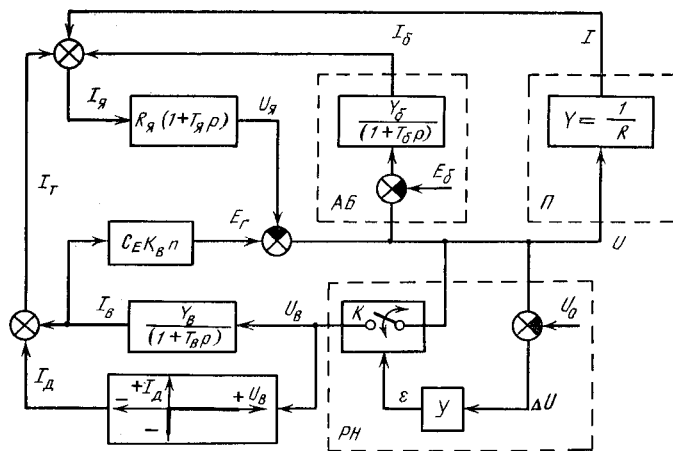 I_б
I
I_я
R_я (1+T_я p)
U_я
Y_б
(1+T_б p)
Y = 1/R
I_T
E_б
АБ
П
C_E K_в n
E_г
U
I_в
Y_в
(1+T_в p)
U_в
K
U_0
I_д
+I_д
−
+U_в
−
ε
У
ΔU
РН